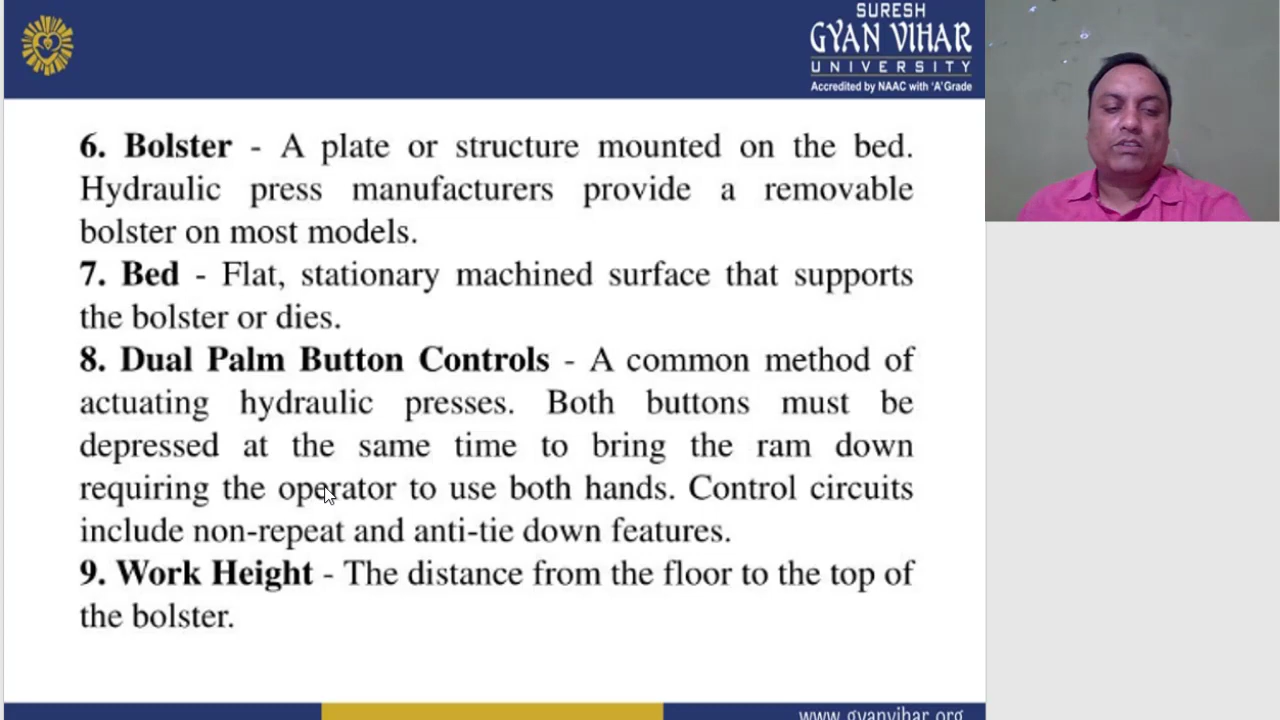 SURESH
GYAN VIHAR
UNIVERSITY
Accredited by NAAC with 'A' Grade
6. Bolster - A plate or structure mounted on the bed.
Hydraulic press manufacturers provide a removable
bolster on most models.
7. Bed - Flat, stationary machined surface that supports
the bolster or dies.
8. Dual Palm Button Controls - A common method of
actuating hydraulic presses. Both buttons must be
depressed at the same time to bring the ram down
requiring the operator to use both hands. Control circuits
include non-repeat and anti-tie down features.
9. Work Height - The distance from the floor to the top of
the bolster.
www.gyanvihar.org